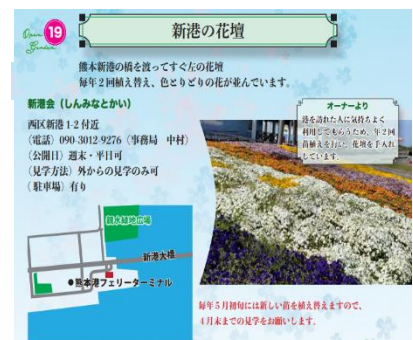 Open Garden
19
新港の花壇
熊本新港の橋を渡ってすぐ左の花壇
毎年2回植え替え、色とりどりの花が並んでいます。
新港会（しんみなとかい）
西区新港 1-2 付近
（電話）090-3012-9276（事務局　中村）
（公開日）週末・平日可
（見学方法）外からの見学のみ可
（駐車場）有り
オーナーより
港を訪れた人に気持ちよく
利用してもらうため、年２回
苗植えを行い、花壇を手入れ
しています。
親水緑地広場
新港大橋
●熊本港フェリーターミナル
毎年５月初旬には新しい苗を植え替えますので、
４月末までの見学をお願いします。